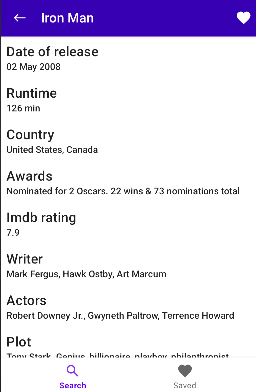 Iron Man
Date of release
02 May 2008
Runtime
126 min
Country
United States, Canada
Awards
Nominated for 2 Oscars. 22 wins & 73 nominations total
Imdb rating
7.9
Writer
Mark Fergus, Hawk Ostby, Art Marcum
Actors
Robert Downey Jr., Gwyneth Paltrow, Terrence Howard
Plot
Tony Stark. Genius, billionaire, playboy, philanthropist.
Search
Saved